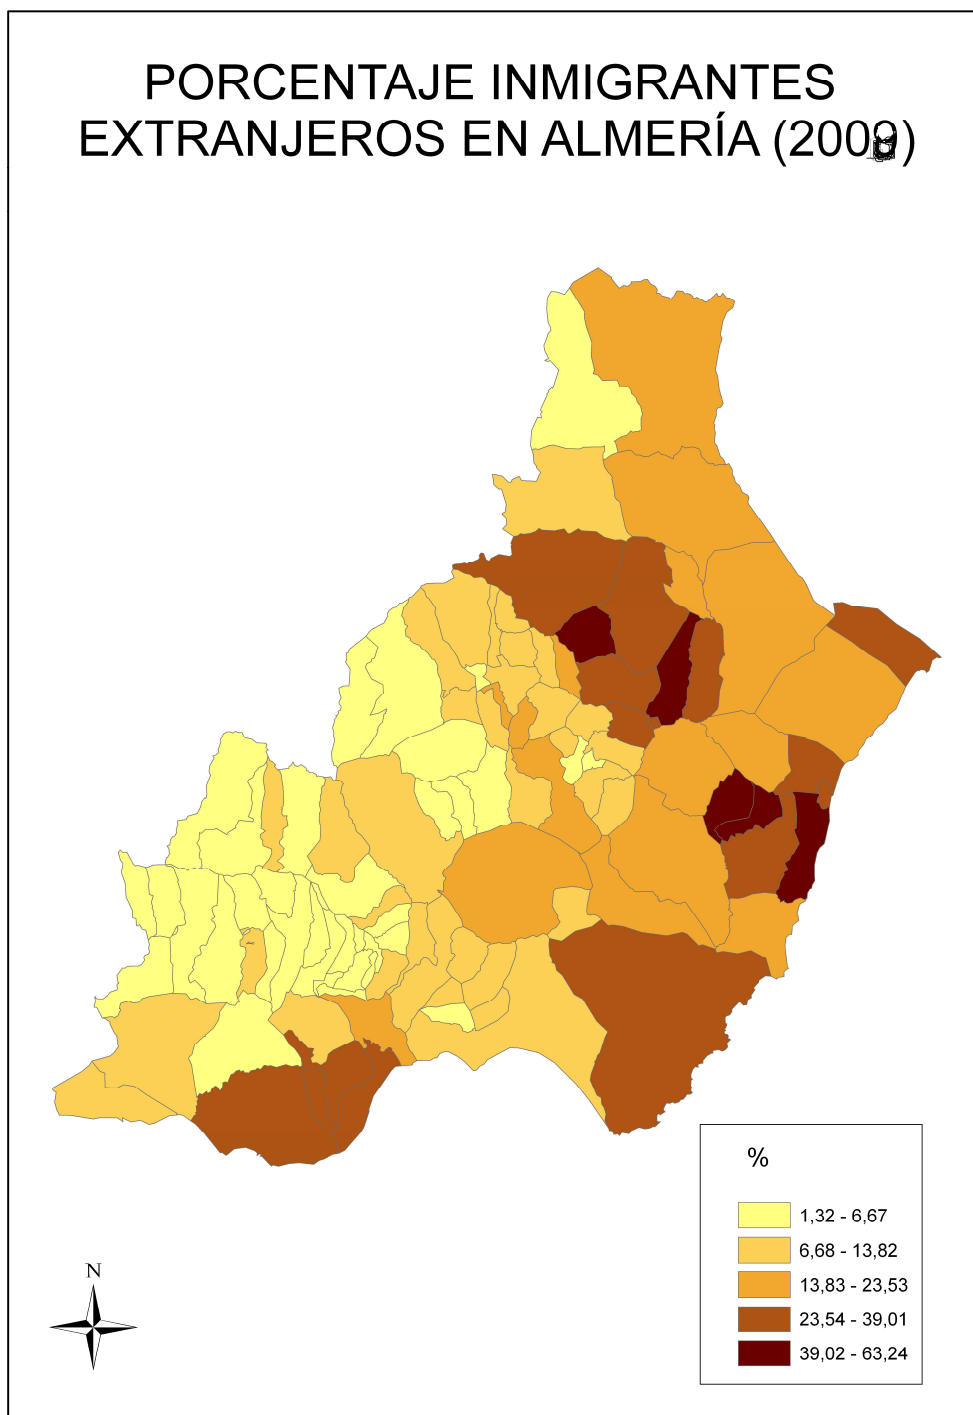 PORCENTAJE INMIGRANTES
EXTRANJEROS EN ALMERÍA
%
1,32 - 6,67
6,68 - 13,82
13,83 - 23,53
23,54 - 39,01
39,02 - 63,24
N